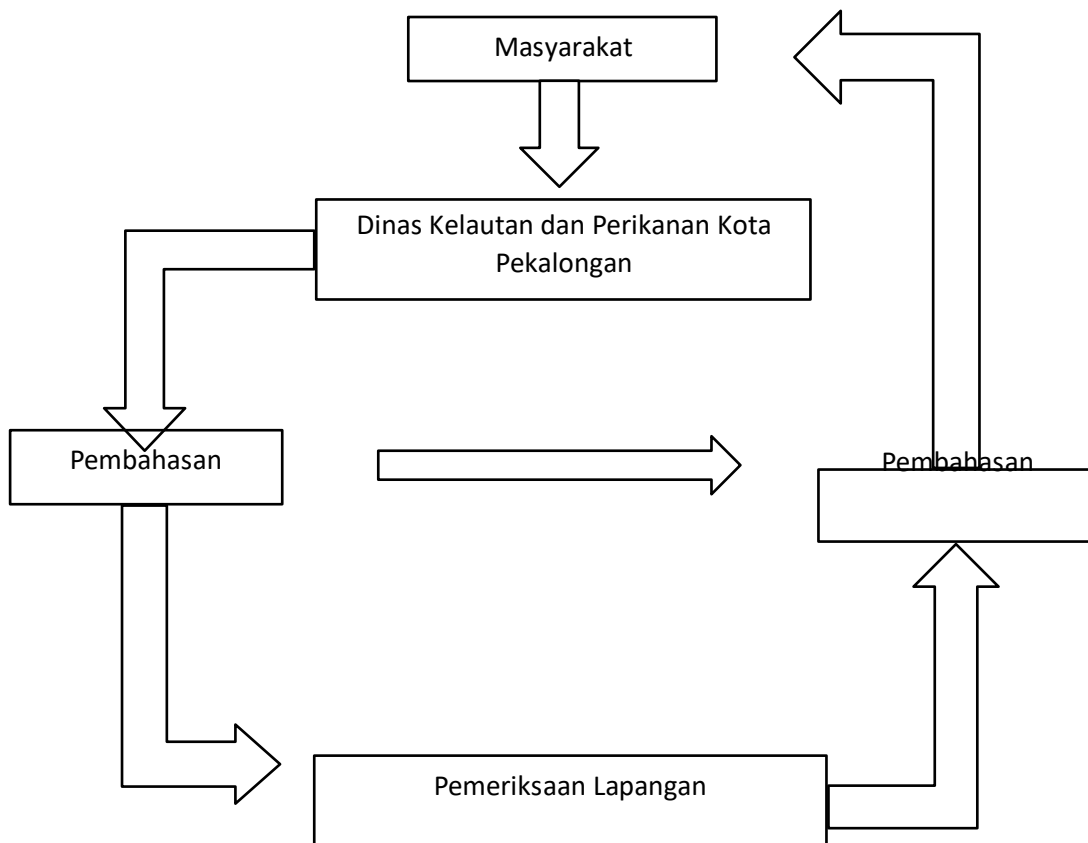 Masyarakat
Dinas Kelautan dan Perikanan Kota
Pekalongan
Pembahasan
Pembahasan
Pemeriksaan Lapangan